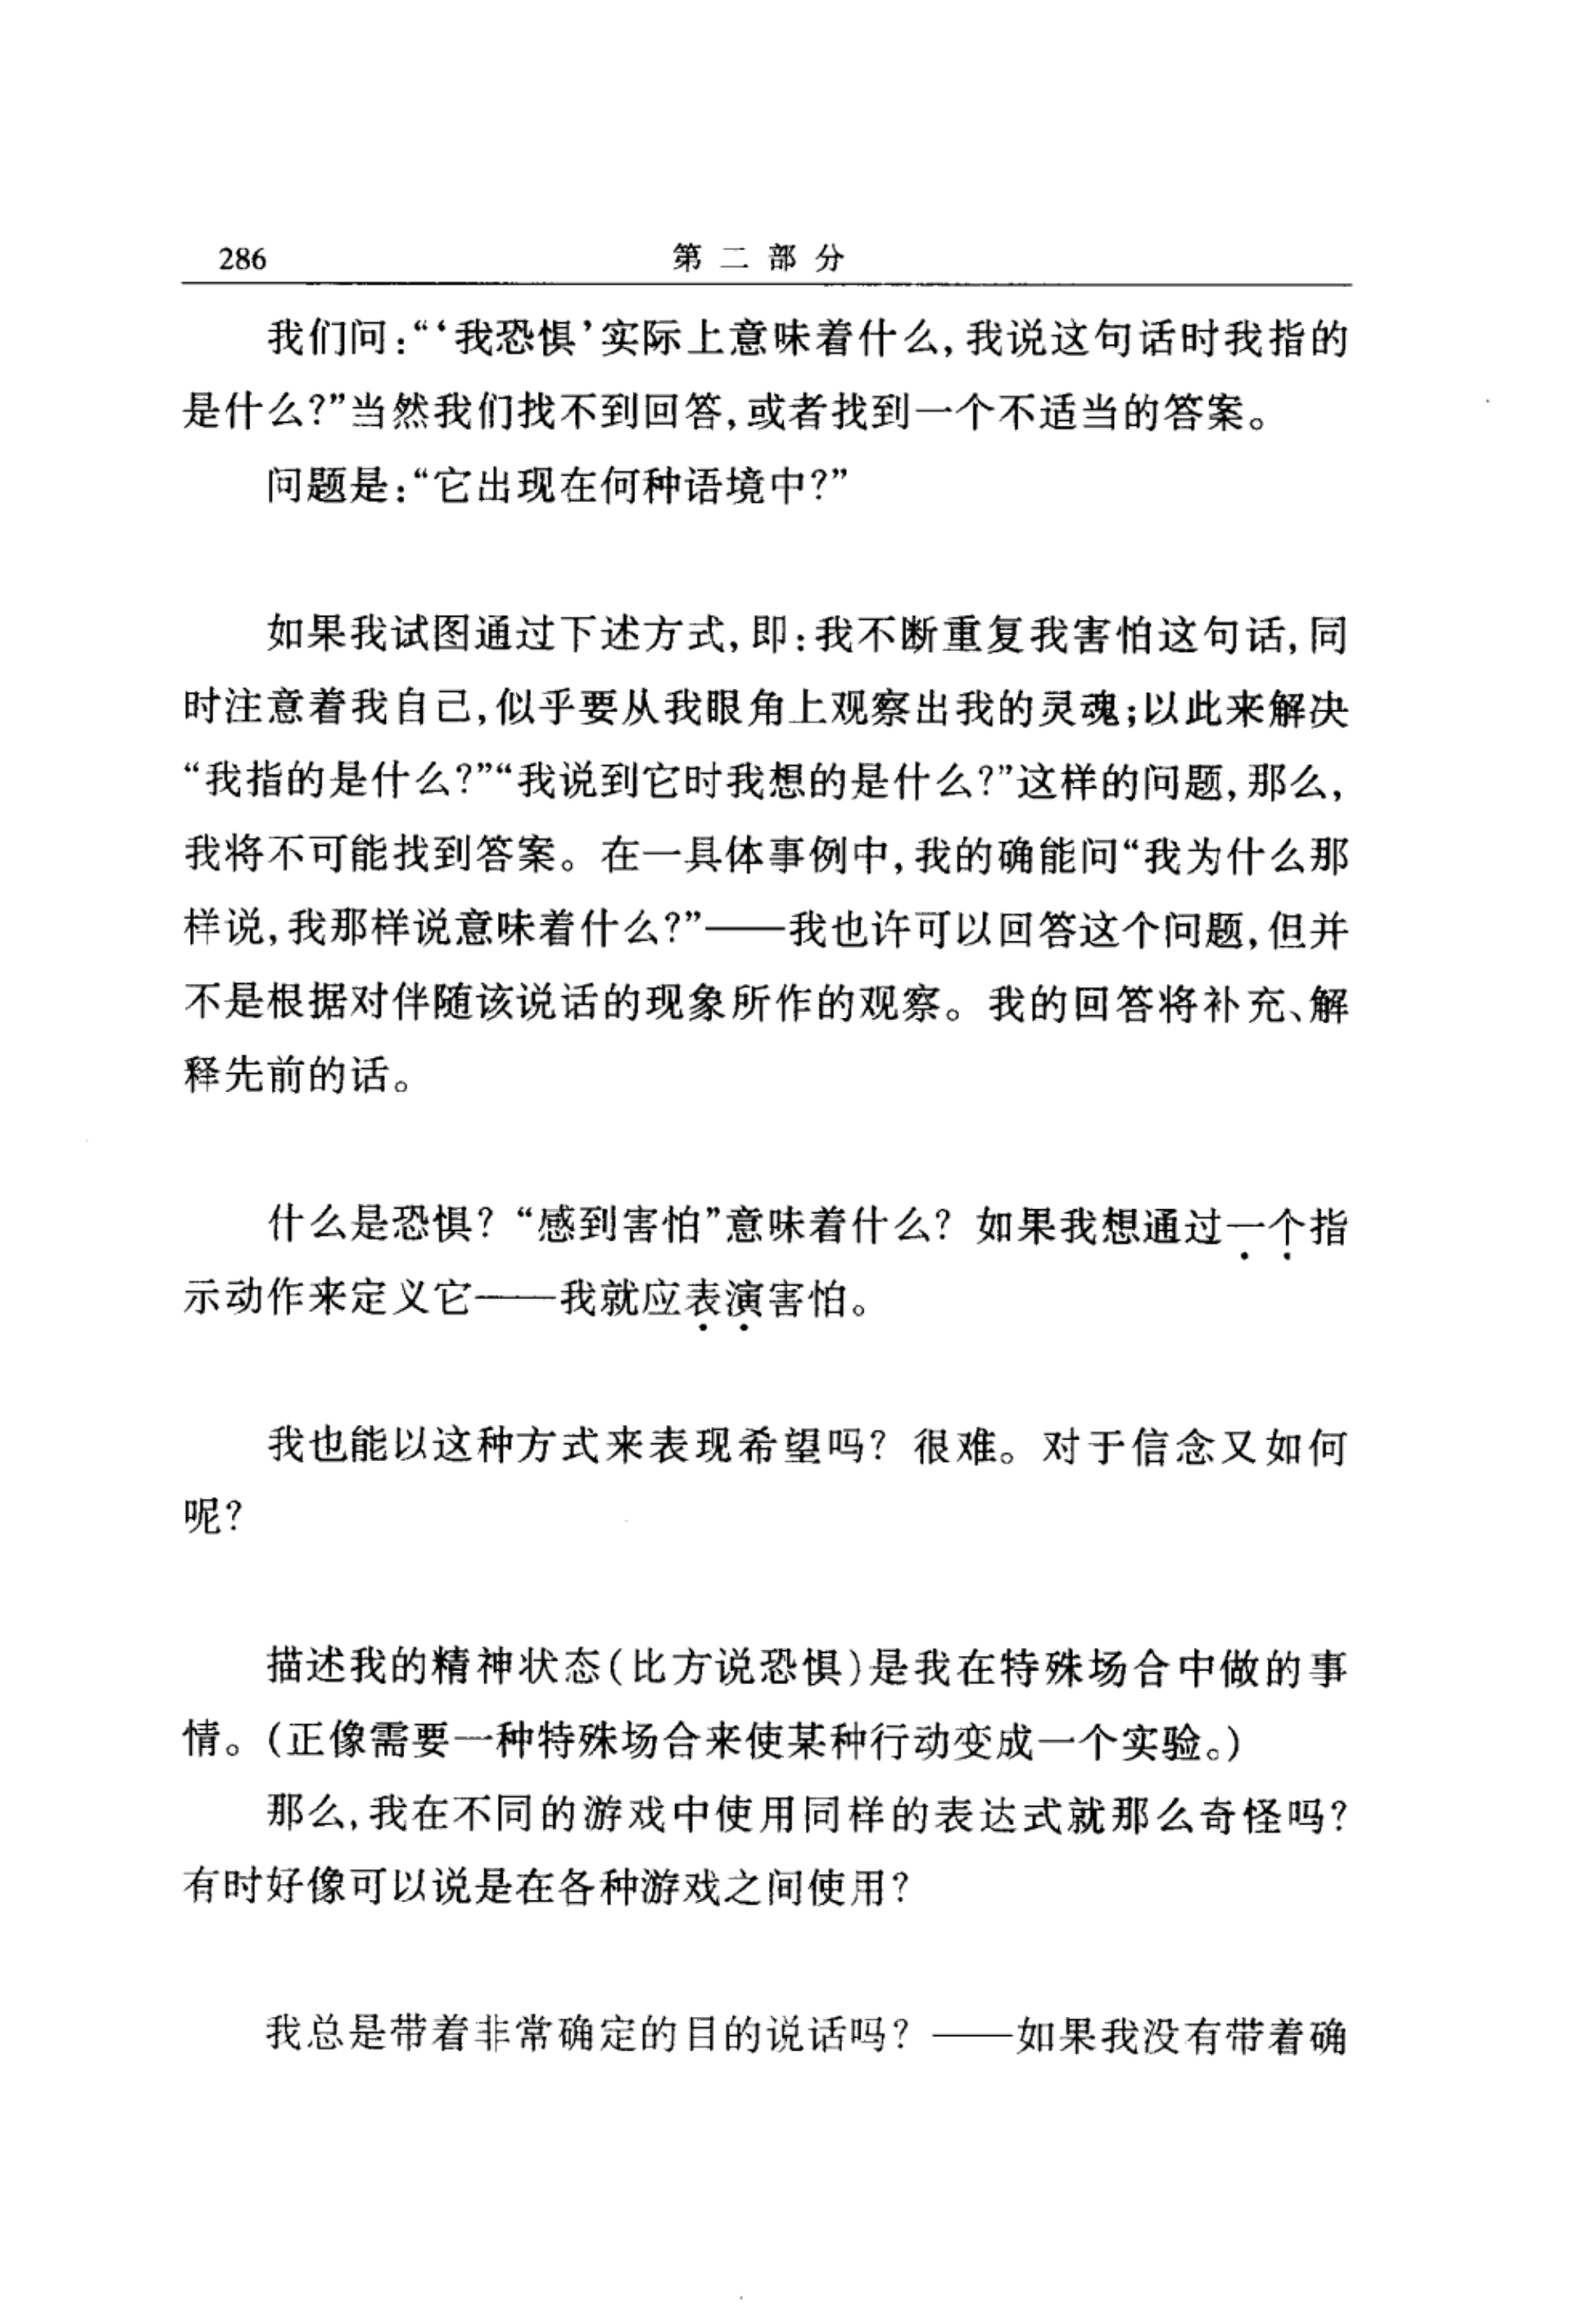 286
第二部分
我们问:“‘我恐惧’实际上意味着什么,我说这句话时我指的
是什么?”当然我们找不到回答,或者找到一个不适当的答案。
问题是:“它出现在何种语境中?”
如果我试图通过下述方式,即:我不断重复我害怕这句话,同
时注意着我自己,似乎要从我眼角上观察出我的灵魂;以此来解决
“我指的是什么?”“我说到它时我想的是什么?”这样的问题,那么,
我将不可能找到答案。在一具体事例中,我的确能问“我为什么那
样说,我那样说意味着什么?”——我也许可以回答这个问题,但并
不是根据对伴随该说话的现象所作的观察。我的回答将补充、解
释先前的话。
什么是恐惧?“感到害怕”意味着什么?如果我想通过一个指
示动作来定义它——我就应表演害怕。
我也能以这种方式来表现希望吗?很难。对于信念又如何
呢?
描述我的精神状态(比方说恐惧)是我在特殊场合中做的事
情。(正像需要一种特殊场合来使某种行动变成一个实验。)
那么,我在不同的游戏中使用同样的表达式就那么奇怪吗?
有时好像可以说是在各种游戏之间使用?
我总是带着非常确定的目的说话吗?——如果我没有带着确